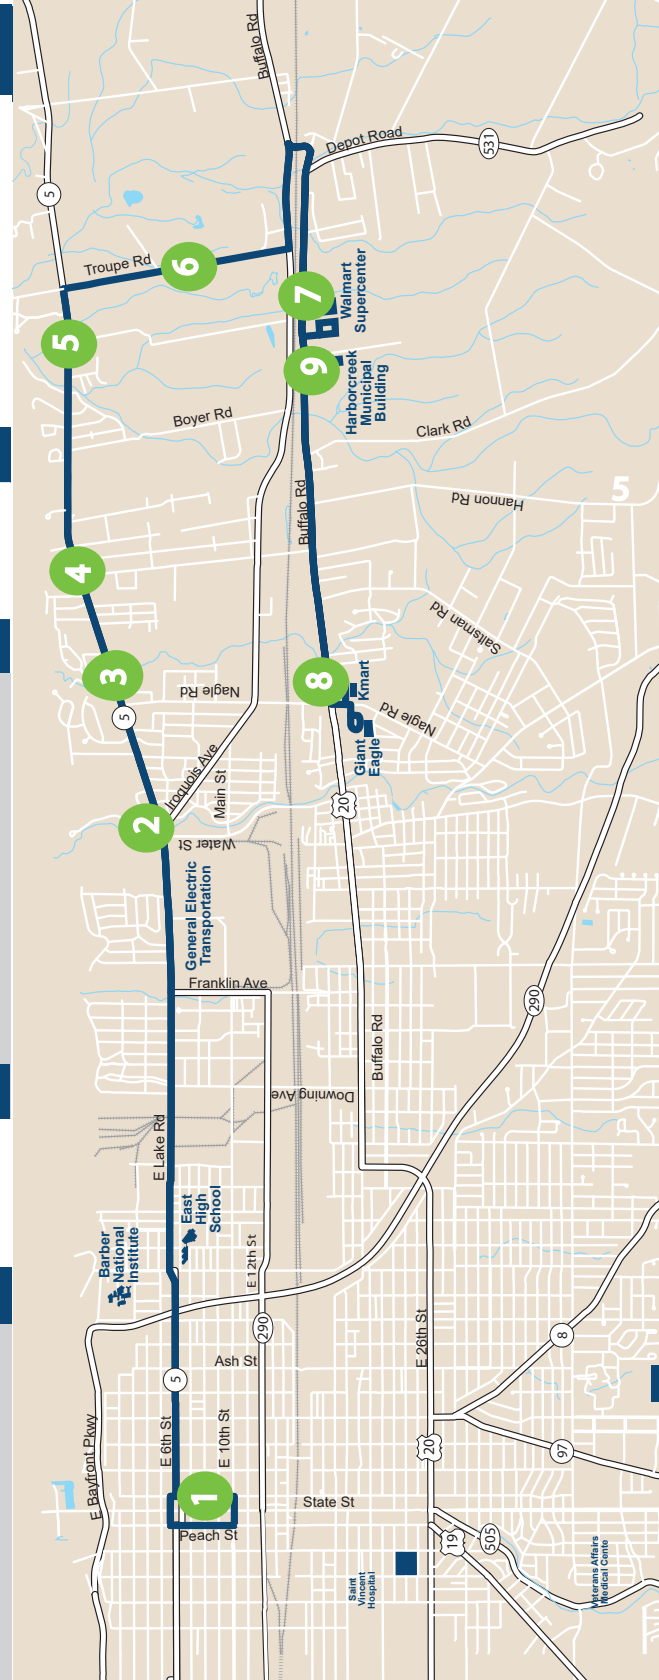 Buffalo Rd
Depot Road
531
5
Troupe Rd
6
7
Walmart
Supercenter
5
9
Harborcreek
Municipal
Building
Boyer Rd
Clark Rd
Buffalo Rd
Hannon Rd
5
4
Saltsman Rd
3
8
Kmart
Nagle Rd
Nagle Rd
5
Giant
Eagle
Iroquois Ave
Main St
2
20
Water St
General Electric
Transportation
Franklin Ave
290
Buffalo Rd
Downing Ave
E Lake Rd
East
High
School
Barber
National
Institute
E 12th St
290
E 26th St
8
Ash St
5
E Bayfront Pkwy
E 6th St
E 10th St
20
97
1
State St
Peach St
19
505
Saint
Vincent
Hospital
Veterans Affairs
Medical Cente